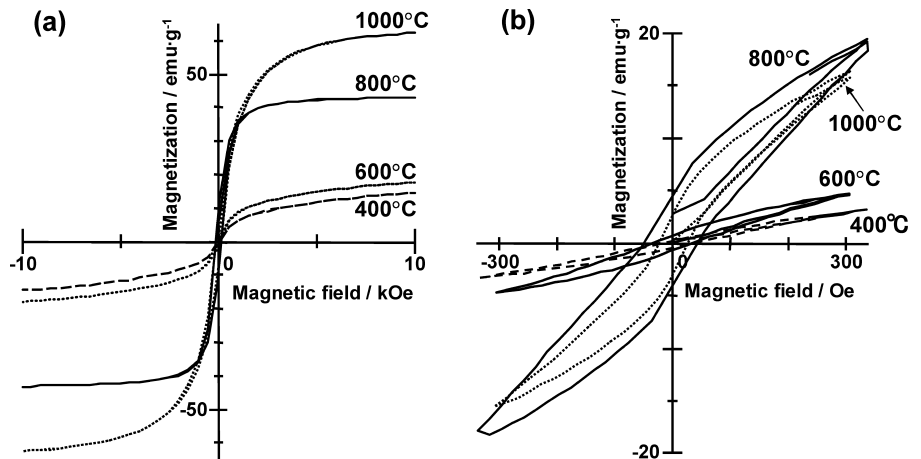 (a)
Magnetization / emu·g⁻¹
50
1000°C
800°C
600°C
400°C
-10
0
10
Magnetic field / kOe
-50
(b)
Magnetization / emu·g⁻¹
20
800°C
1000°C
600°C
400°C
-300
0
300
Magnetic field / Oe
-20